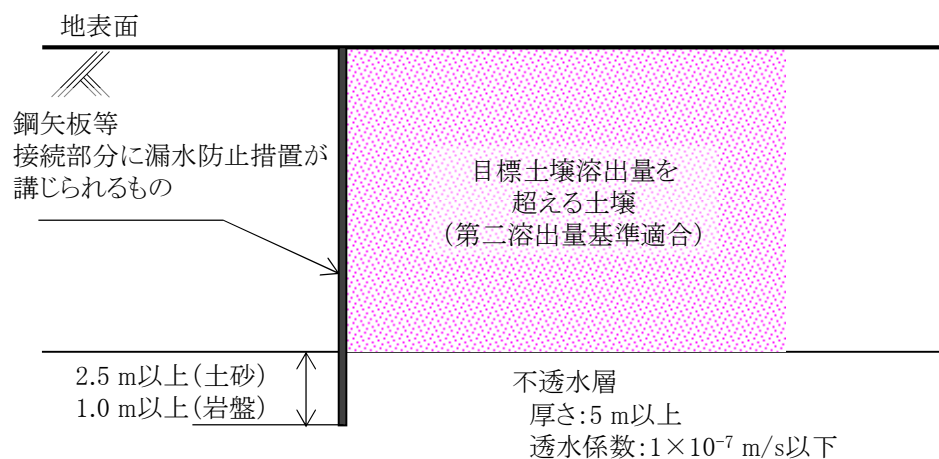 地表面
鋼矢板等
接続部分に漏水防止措置が
講じられるもの
目標土壌溶出量を
超える土壌
(第二溶出量基準適合)
2.5 m以上(土砂)
1.0 m以上(岩盤)
不透水層
厚さ:5 m以上
透水係数:1×10⁻⁷ m/s以下